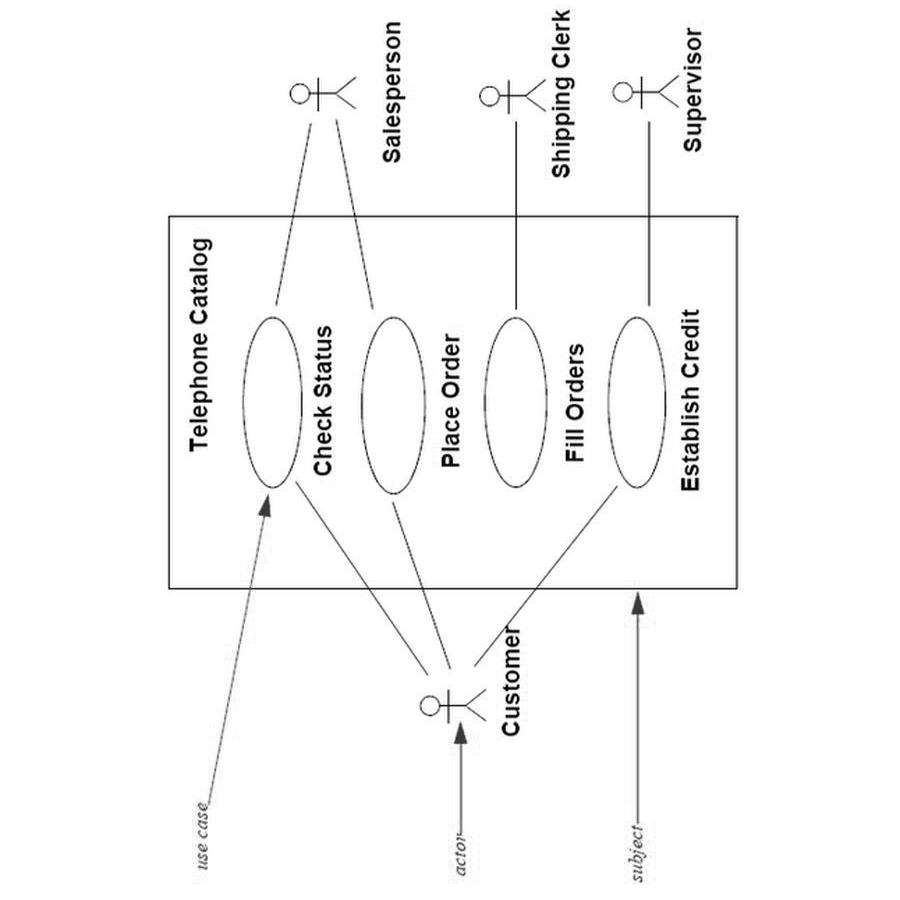 Telephone Catalog
use case
Check Status
Salesperson
Place Order
actor
Customer
Fill Orders
Shipping Clerk
subject
Establish Credit
Supervisor